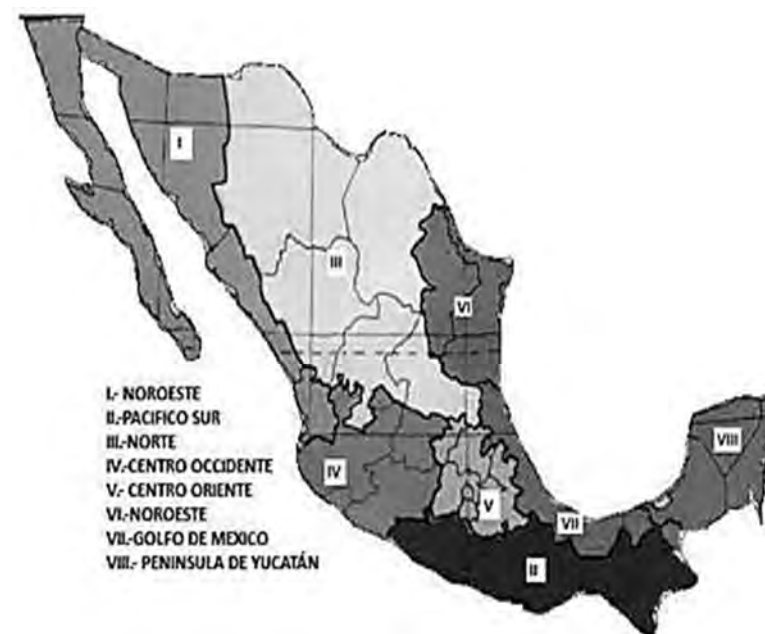 I
III
VI
I.- NOROESTE
II.-PACIFICO SUR
III.-NORTE
IV.-CENTRO OCCIDENTE
V.- CENTRO ORIENTE
VI.-NOROESTE
VII.-GOLFO DE MEXICO
VIII.- PENINSULA DE YUCATÁN
VIII
IV
V
VII
II